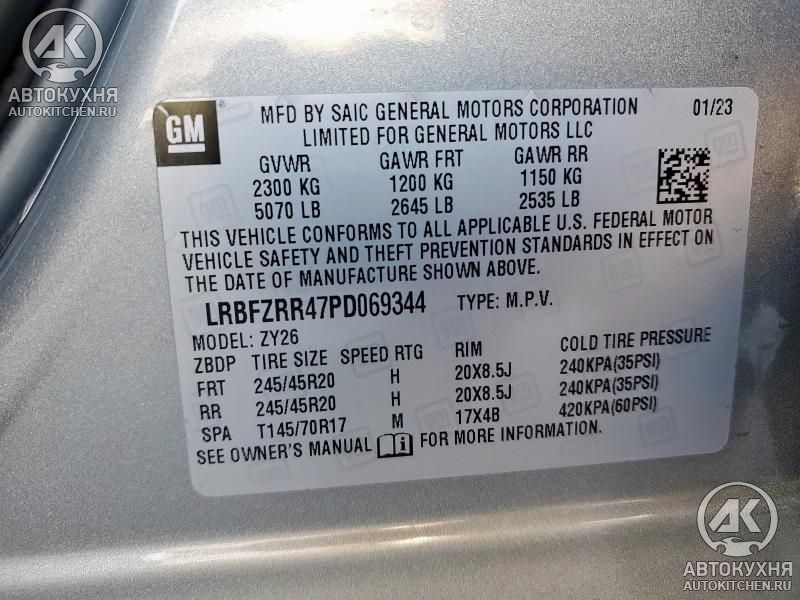 АК
АВТОКУХНЯ
AUTOKITCHEN.RU
GM
MFD BY SAIC GENERAL MOTORS CORPORATION 01/23
LIMITED FOR GENERAL MOTORS LLC
GVWR GAWR FRT GAWR RR
2300 KG 1200 KG 1150 KG
5070 LB 2645 LB 2535 LB
THIS VEHICLE CONFORMS TO ALL APPLICABLE U.S. FEDERAL MOTOR
VEHICLE SAFETY AND THEFT PREVENTION STANDARDS IN EFFECT ON
THE DATE OF MANUFACTURE SHOWN ABOVE.
LRBFZRR47PD069344 TYPE: M.P.V.
MODEL: ZY26
ZBDP TIRE SIZE SPEED RTG RIM COLD TIRE PRESSURE
FRT 245/45R20 H 20X8.5J 240KPA(35PSI)
RR 245/45R20 H 20X8.5J 240KPA(35PSI)
SPA T145/70R17 M 17X4B 420KPA(60PSI)
SEE OWNER'S MANUAL FOR MORE INFORMATION.
АК
АВТОКУХНЯ
AUTOKITCHEN.RU